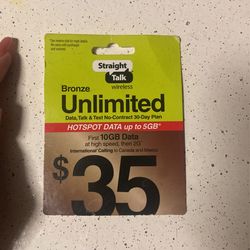 Straight
Talk
wireless
Bronze
Unlimited
Data, Talk & Text No-Contract 30-Day Plan
HOTSPOT DATA up to 5GB*
First 10GB Data
at high speed, then 2G
International Calling to Canada and Mexico
$35